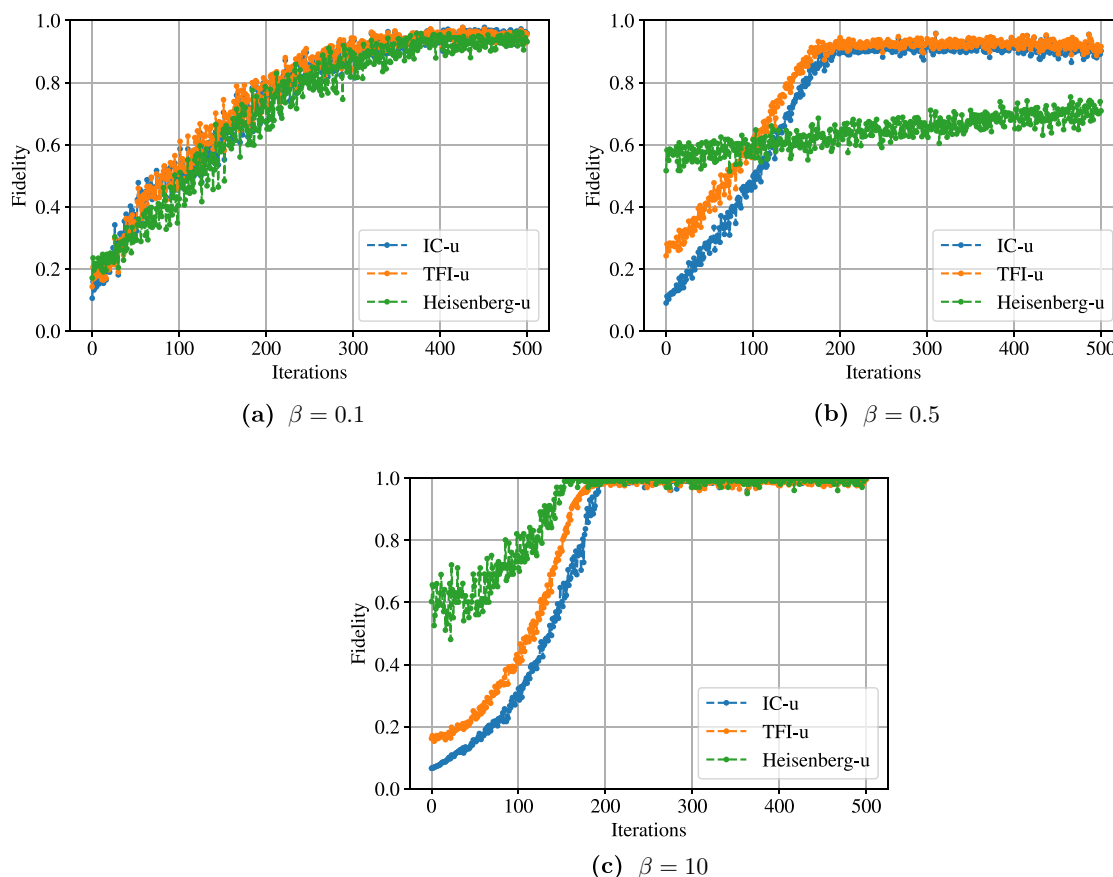 1.0
0.8
0.6
0.4
0.2
0.0
Fidelity
IC-u
TFI-u
Heisenberg-u
0 100 200 300 400 500
Iterations
(a) β = 0.1
1.0
0.8
0.6
0.4
0.2
0.0
Fidelity
IC-u
TFI-u
Heisenberg-u
0 100 200 300 400 500
Iterations
(b) β = 0.5
1.0
0.8
0.6
0.4
0.2
0.0
Fidelity
IC-u
TFI-u
Heisenberg-u
0 100 200 300 400 500
Iterations
(c) β = 10